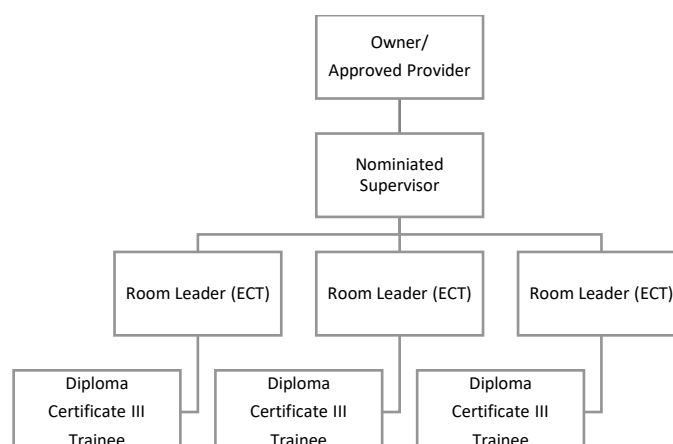 Owner/
Approved Provider
Nominiated
Supervisor
Room Leader (ECT)
Room Leader (ECT)
Room Leader (ECT)
Diploma
Certificate III
Trainee
Diploma
Certificate III
Trainee
Diploma
Certificate III
Trainee